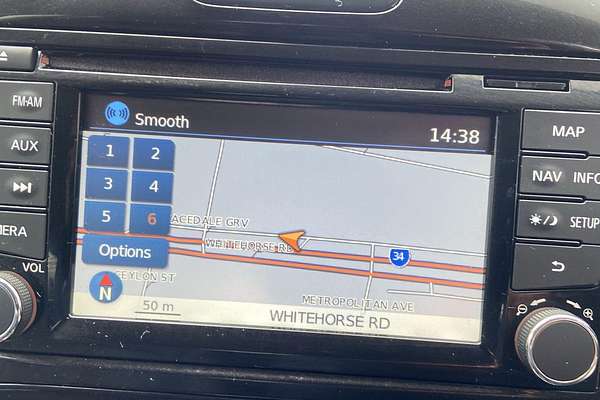 FM·AM
AUX
MERA
VOL
Smooth
14:38
1 2
3 4
5 6
Options
ACEDALE GRV
WHITEHORSE RD
34
CEYLON ST
METROPOLITAN AVE
N
50 m
WHITEHORSE RD
MAP
NAV INFO
SETUP